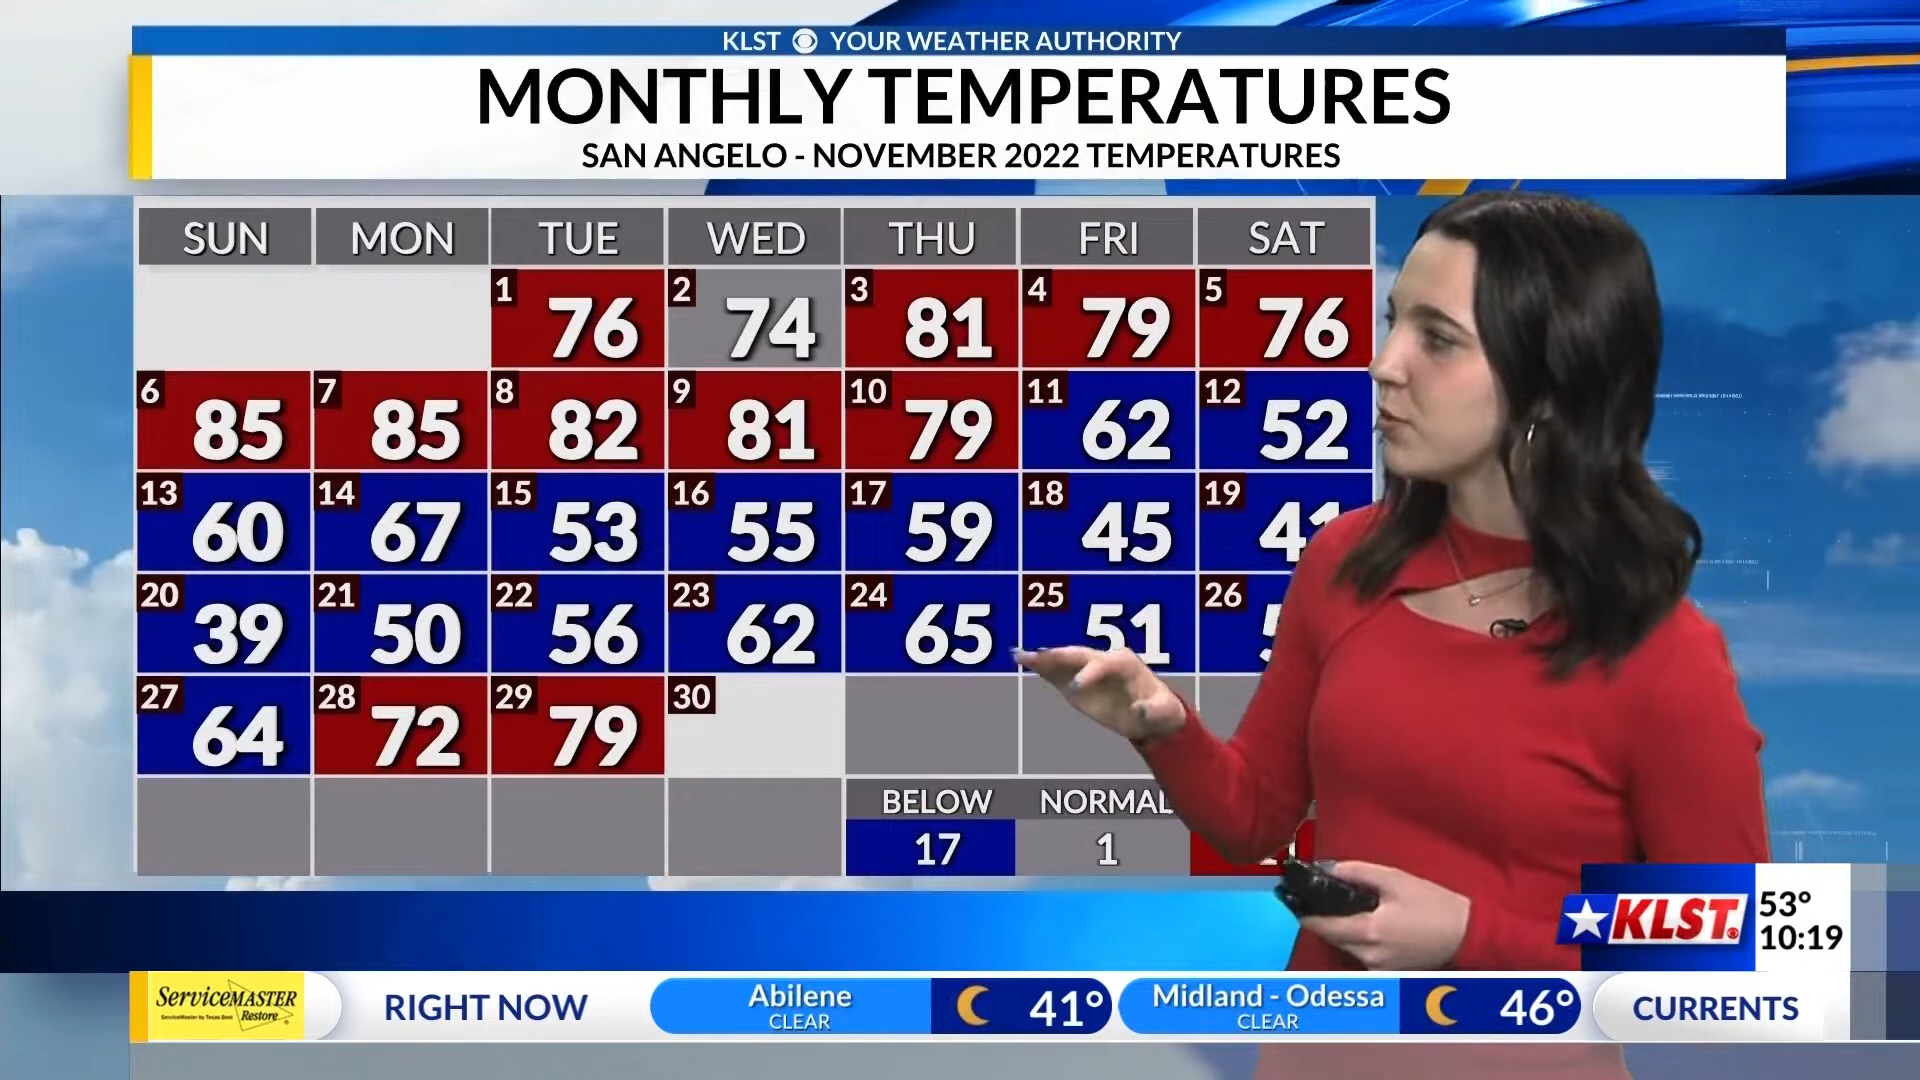 KLST YOUR WEATHER AUTHORITY
MONTHLY TEMPERATURES
SAN ANGELO - NOVEMBER 2022 TEMPERATURES
SUN MON TUE WED THU FRI SAT
1 76 2 74 3 81 4 79 5 76
6 85 7 85 8 82 9 81 10 79 11 62 12 52
13 60 14 67 15 53 16 55 17 59 18 45 19 41
20 39 21 50 22 56 23 62 24 65 25 51 26
27 64 28 72 29 79 30
BELOW NORMAL
17 1
KLST
53°
10:19
ServiceMASTER
Restore
ServiceMaster by Texas Best
RIGHT NOW
Abilene
CLEAR
41°
Midland - Odessa
CLEAR
46°
CURRENTS